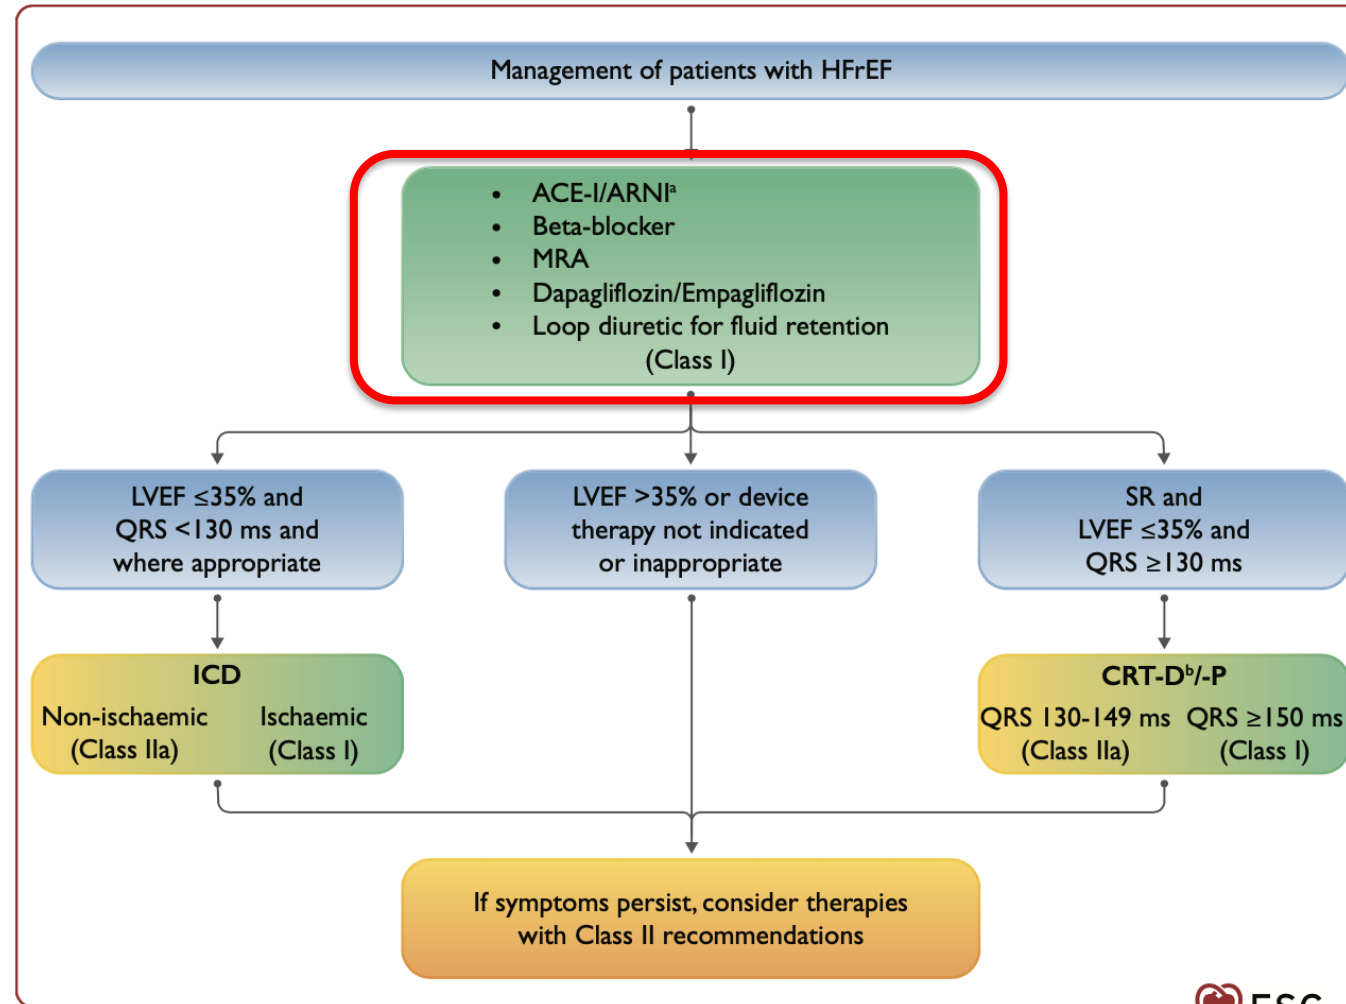 Management of patients with HFrEF
• ACE-I/ARNIᵃ
• Beta-blocker
• MRA
• Dapagliflozin/Empagliflozin
• Loop diuretic for fluid retention
(Class I)
LVEF ≤35% and
QRS <130 ms and
where appropriate
LVEF >35% or device
therapy not indicated
or inappropriate
SR and
LVEF ≤35% and
QRS ≥130 ms
ICD
Non-ischaemic
(Class IIa)
Ischaemic
(Class I)
CRT-Dᵇ/-P
QRS 130-149 ms
(Class IIa)
QRS ≥150 ms
(Class I)
If symptoms persist, consider therapies
with Class II recommendations
ESC